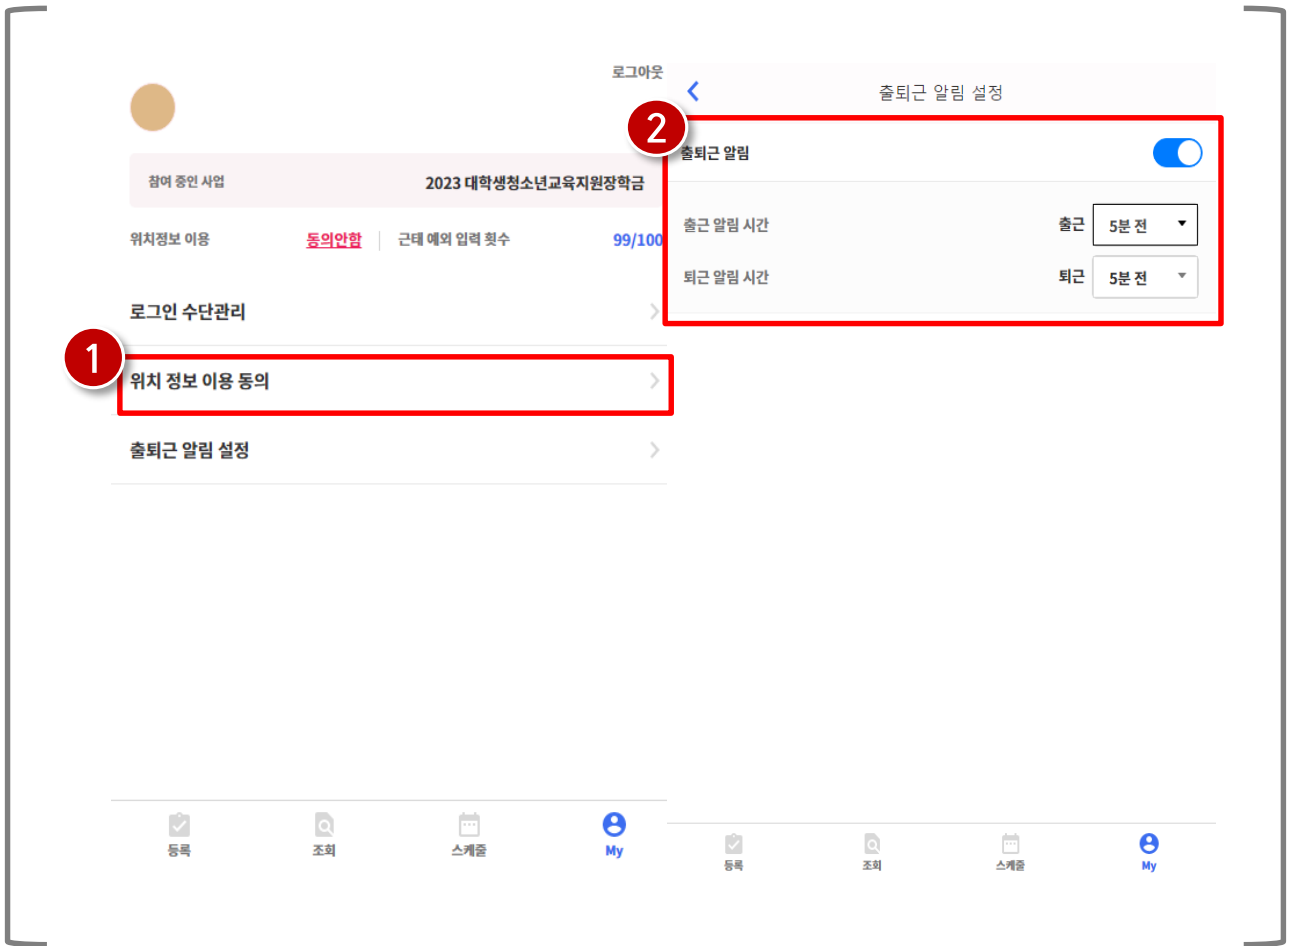 로그아웃
참여 중인 사업 2023 대학생청소년교육지원장학금
위치정보 이용 동의안함 근태 예외 입력 횟수 99/100
로그인 수단관리
1
위치 정보 이용 동의
출퇴근 알림 설정
등록 조회 스케줄 My
출퇴근 알림 설정
2
출퇴근 알림
출근 알림 시간 출근 5분 전
퇴근 알림 시간 퇴근 5분 전
등록 조회 스케줄 My